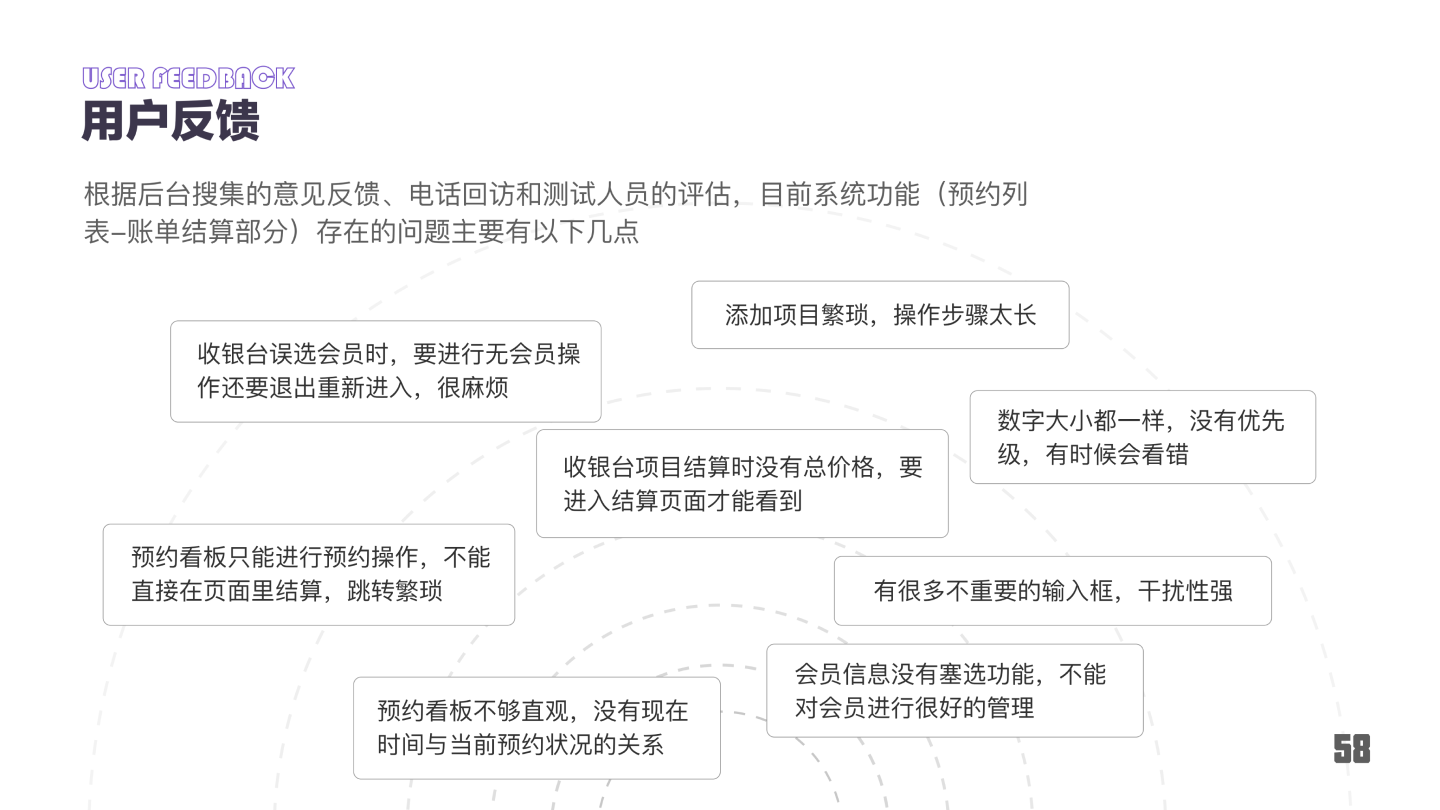 USER FEEDBACK
用户反馈
根据后台搜集的意见反馈、电话回访和测试人员的评估，目前系统功能（预约列
表–账单结算部分）存在的问题主要有以下几点
添加项目繁琐，操作步骤太长
收银台误选会员时，要进行无会员操
作还要退出重新进入，很麻烦
数字大小都一样，没有优先
级，有时候会看错
收银台项目结算时没有总价格，要
进入结算页面才能看到
预约看板只能进行预约操作，不能
直接在页面里结算，跳转繁琐
有很多不重要的输入框，干扰性强
会员信息没有塞选功能，不能
对会员进行很好的管理
预约看板不够直观，没有现在
时间与当前预约状况的关系
58